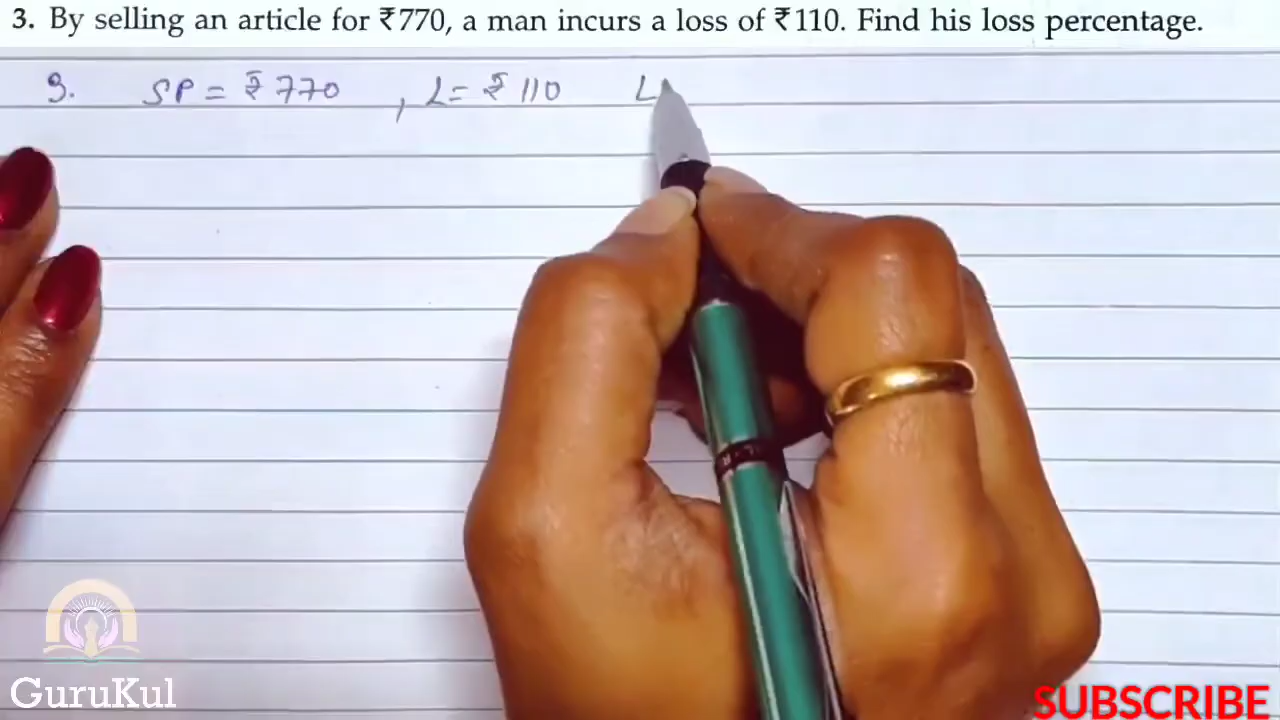 3. By selling an article for ₹770, a man incurs a loss of ₹110. Find his loss percentage.
3. SP = ₹ 770 , L = ₹ 110 L
GuruKul
SUBSCRIBE